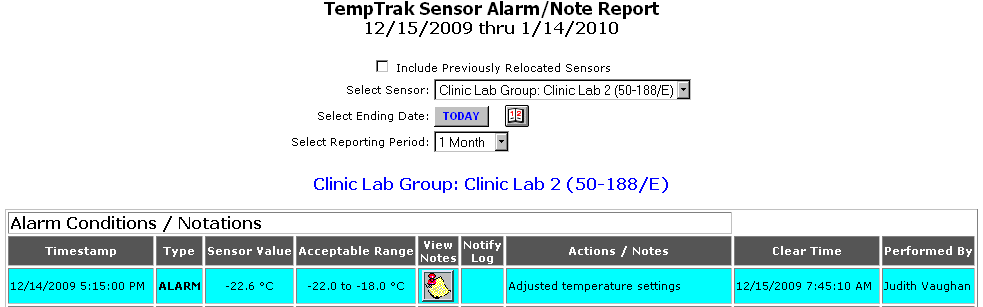 TempTrak Sensor Alarm/Note Report
12/15/2009 thru 1/14/2010
Include Previously Relocated Sensors
Select Sensor: Clinic Lab Group: Clinic Lab 2 (50-188/E)
Select Ending Date: TODAY 12
Select Reporting Period: 1 Month
Clinic Lab Group: Clinic Lab 2 (50-188/E)
Alarm Conditions / Notations
Timestamp Type Sensor Value Acceptable Range View Notes Notify Log Actions / Notes Clear Time Performed By
12/14/2009 5:15:00 PM ALARM -22.6 °C -22.0 to -18.0 °C Adjusted temperature settings 12/15/2009 7:45:10 AM Judith Vaughan